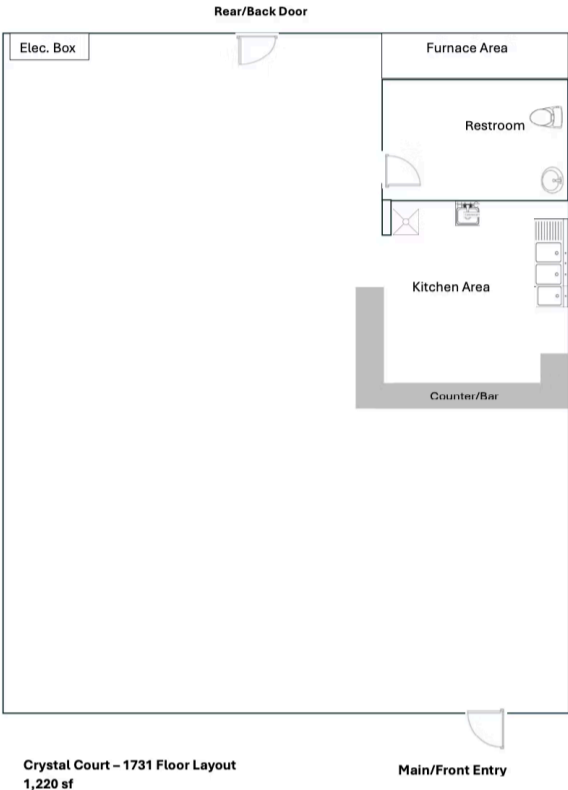 Rear/Back Door
Elec. Box
Furnace Area
Restroom
Kitchen Area
Counter/Bar
Crystal Court – 1731 Floor Layout
1,220 sf
Main/Front Entry